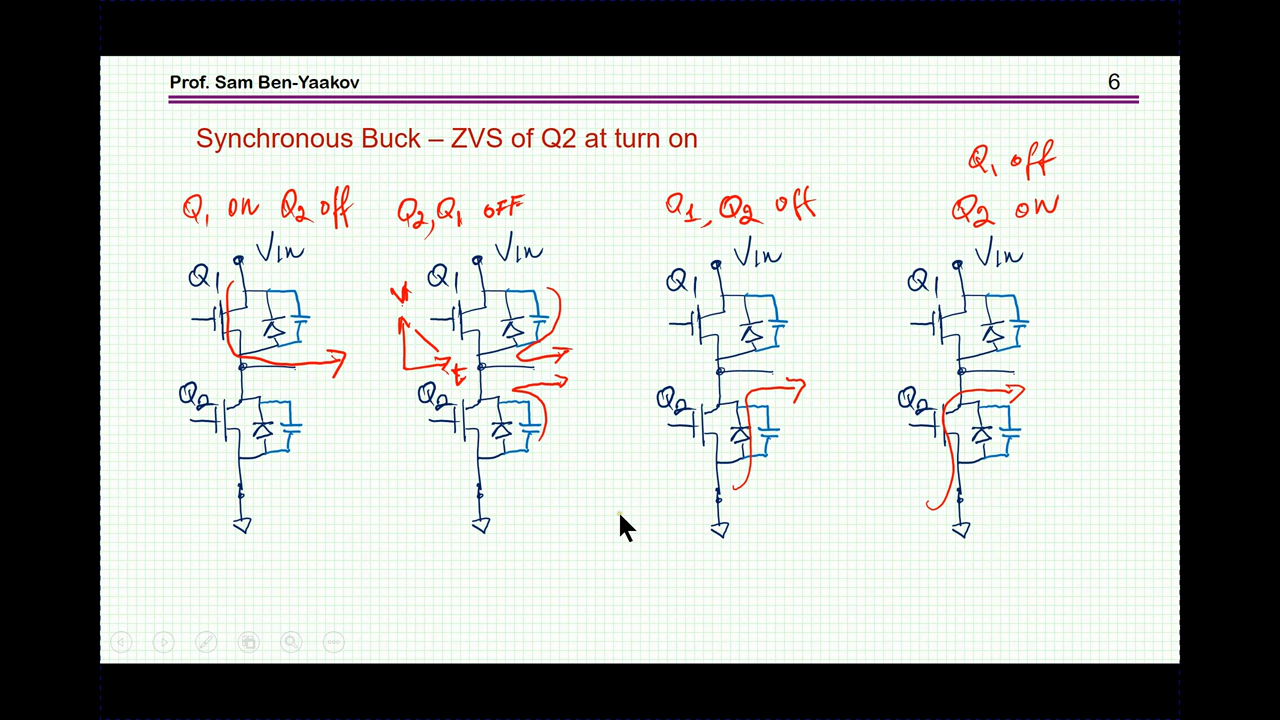 Prof. Sam Ben-Yaakov
6
Synchronous Buck – ZVS of Q2 at turn on
Q1 off
Q1 on Q2 off
Q2,Q1 OFF
Q1, Q2 off
Q2 ON
VIN
VIN
VIN
VIN
Q1
Q1
Q1
Q1
V
t
Q2
Q2
Q2
Q2